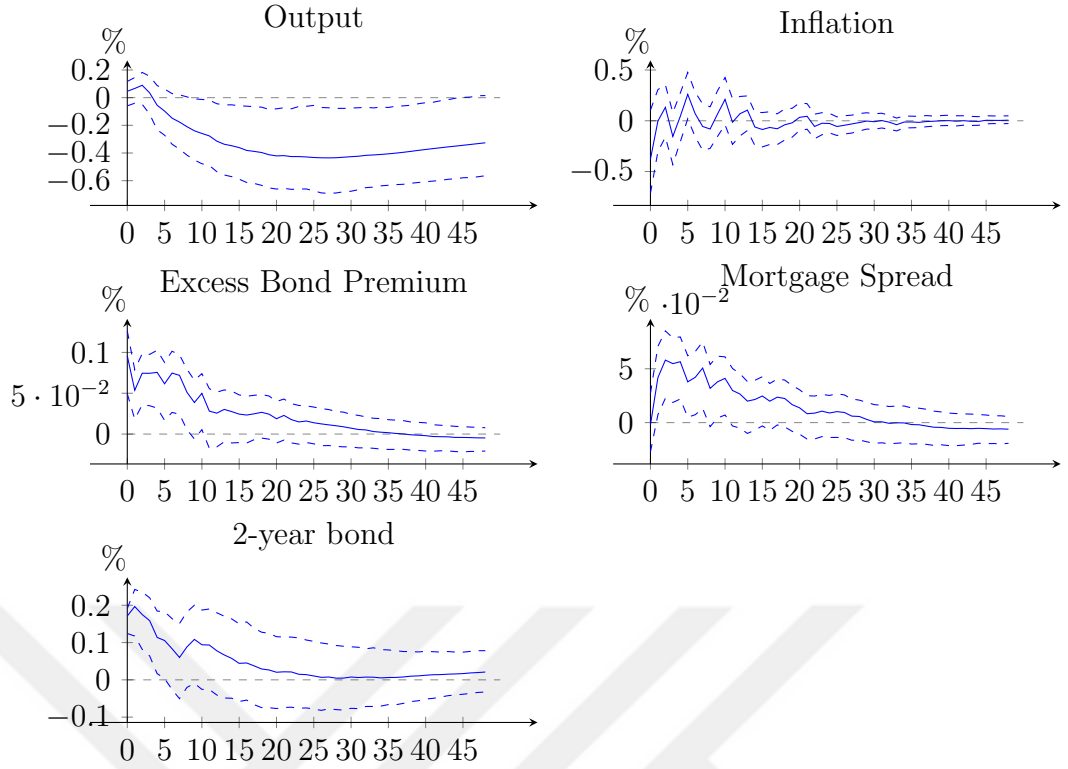 Output
%
0.2
0
−0.2
−0.4
−0.6
0 5 10 15 20 25 30 35 40 45
Inflation
0.5
0
−0.5
0 5 10 15 20 25 30 35 40 45
Excess Bond Premium
%
0.1
5 · 10⁻²
0
0 5 10 15 20 25 30 35 40 45
Mortgage Spread
% ·10⁻²
5
0
0 5 10 15 20 25 30 35 40 45
2-year bond
%
0.2
0.1
0
−0.1
0 5 10 15 20 25 30 35 40 45